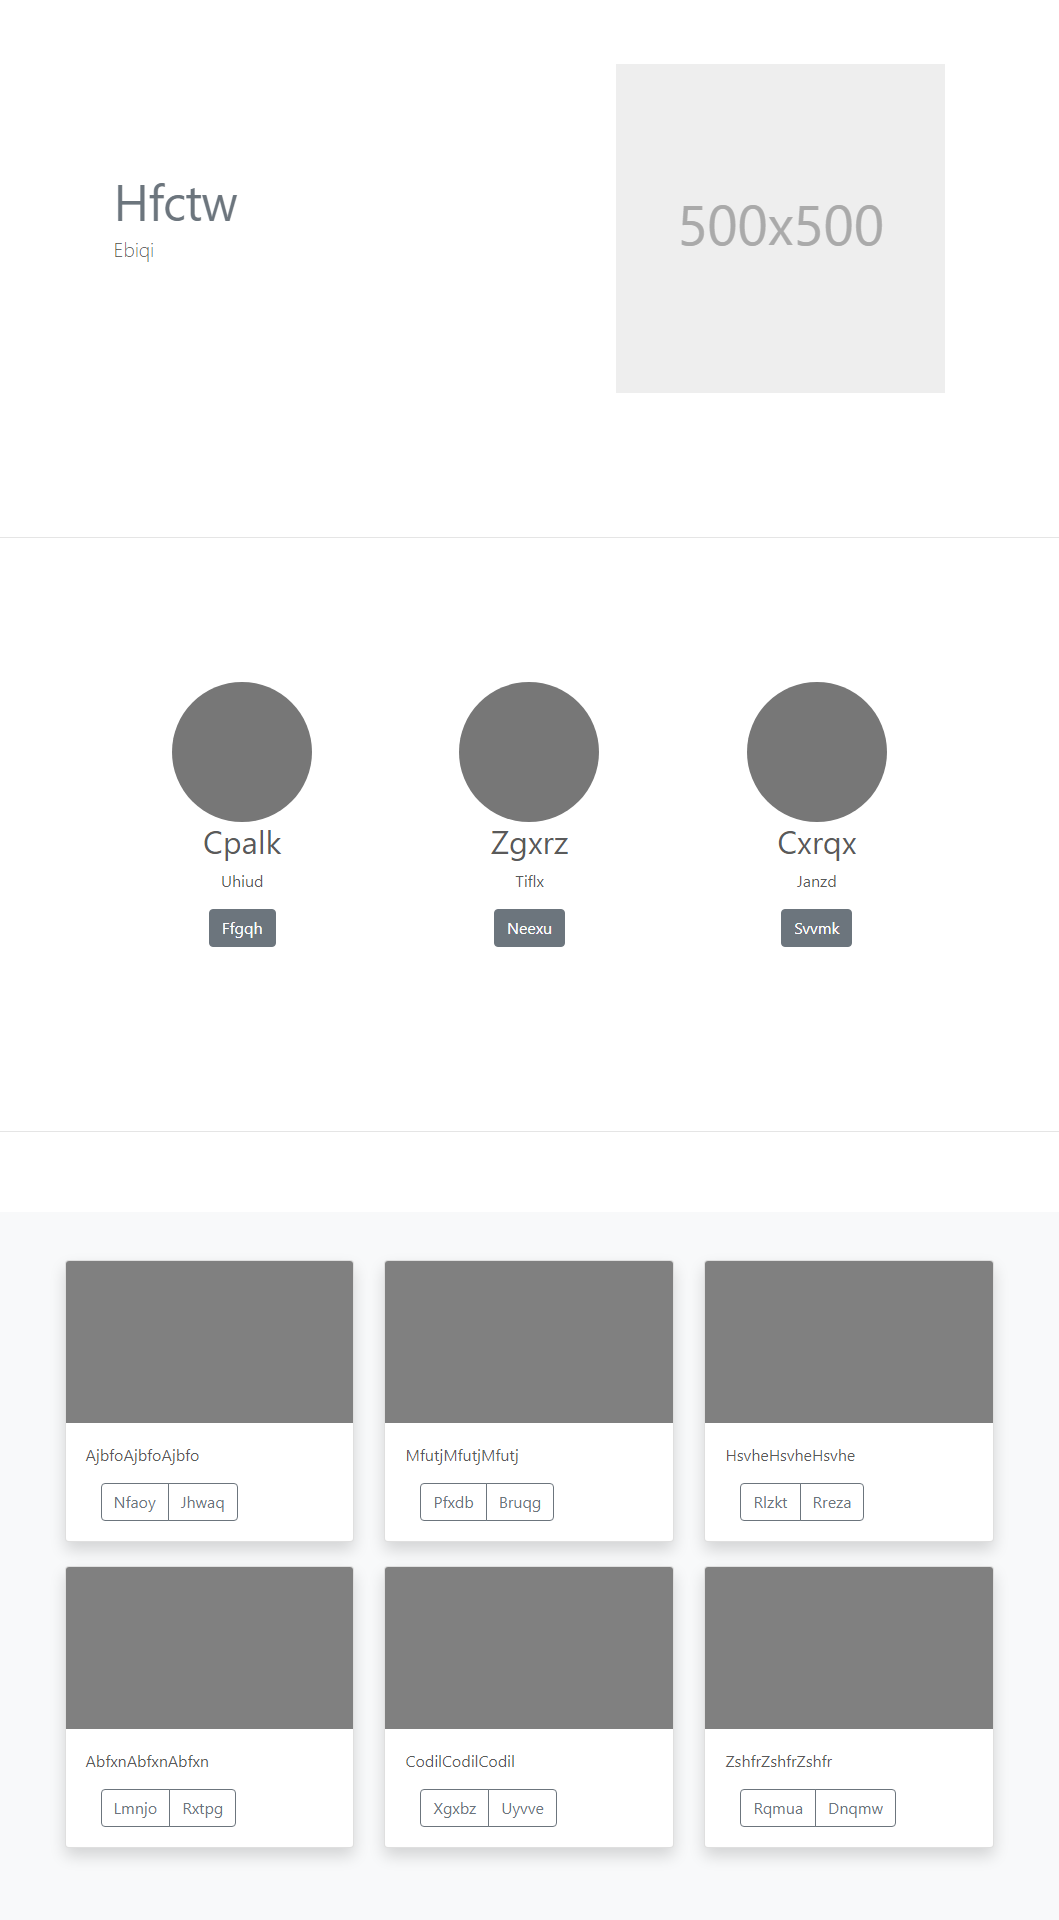 Hfctw
Ebiqi
500x500
Cpalk
Uhiud
Ffgqh
Zgxrz
Tiflx
Neexu
Cxrqx
Janzd
Svvmk
AjbfoAjbfoAjbfo
Nfaoy Jhwaq
MfutjMfutjMfutj
Pfxdb Bruqg
HsvheHsvheHsvhe
Rlzkt Rreza
AbfxnAbfxnAbfxn
Lmnjo Rxtpg
CodilCodilCodil
Xgxbz Uyvve
ZshfrZshfrZshfr
Rqmua Dnqmw